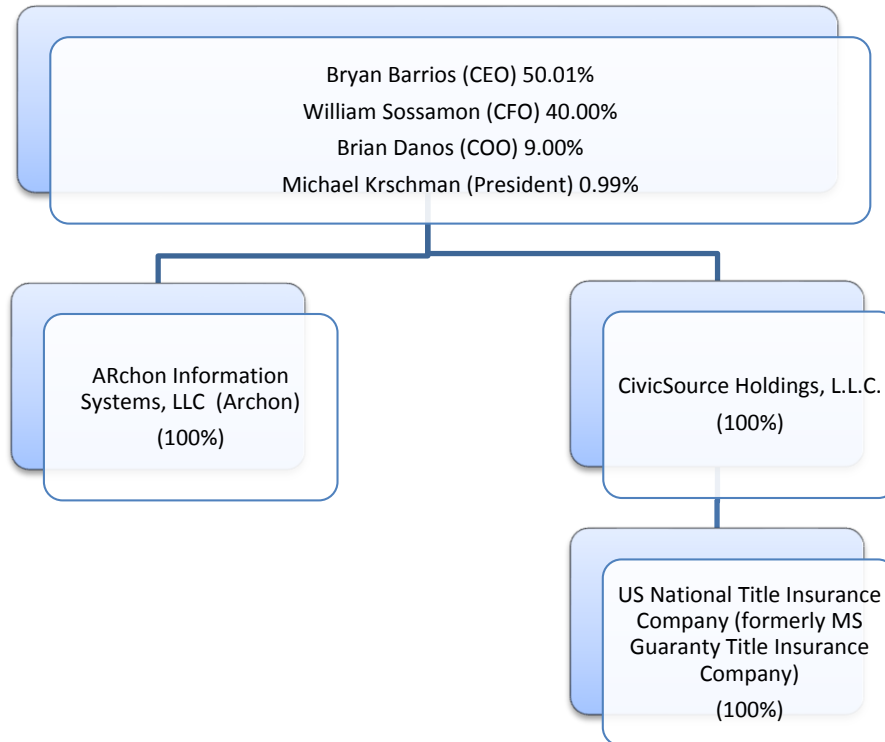 Bryan Barrios (CEO) 50.01%
William Sossamon (CFO) 40.00%
Brian Danos (COO) 9.00%
Michael Krschman (President) 0.99%
ARchon Information
Systems, LLC  (Archon)
(100%)
CivicSource Holdings, L.L.C.
(100%)
US National Title Insurance
Company (formerly MS
Guaranty Title Insurance
Company)
(100%)